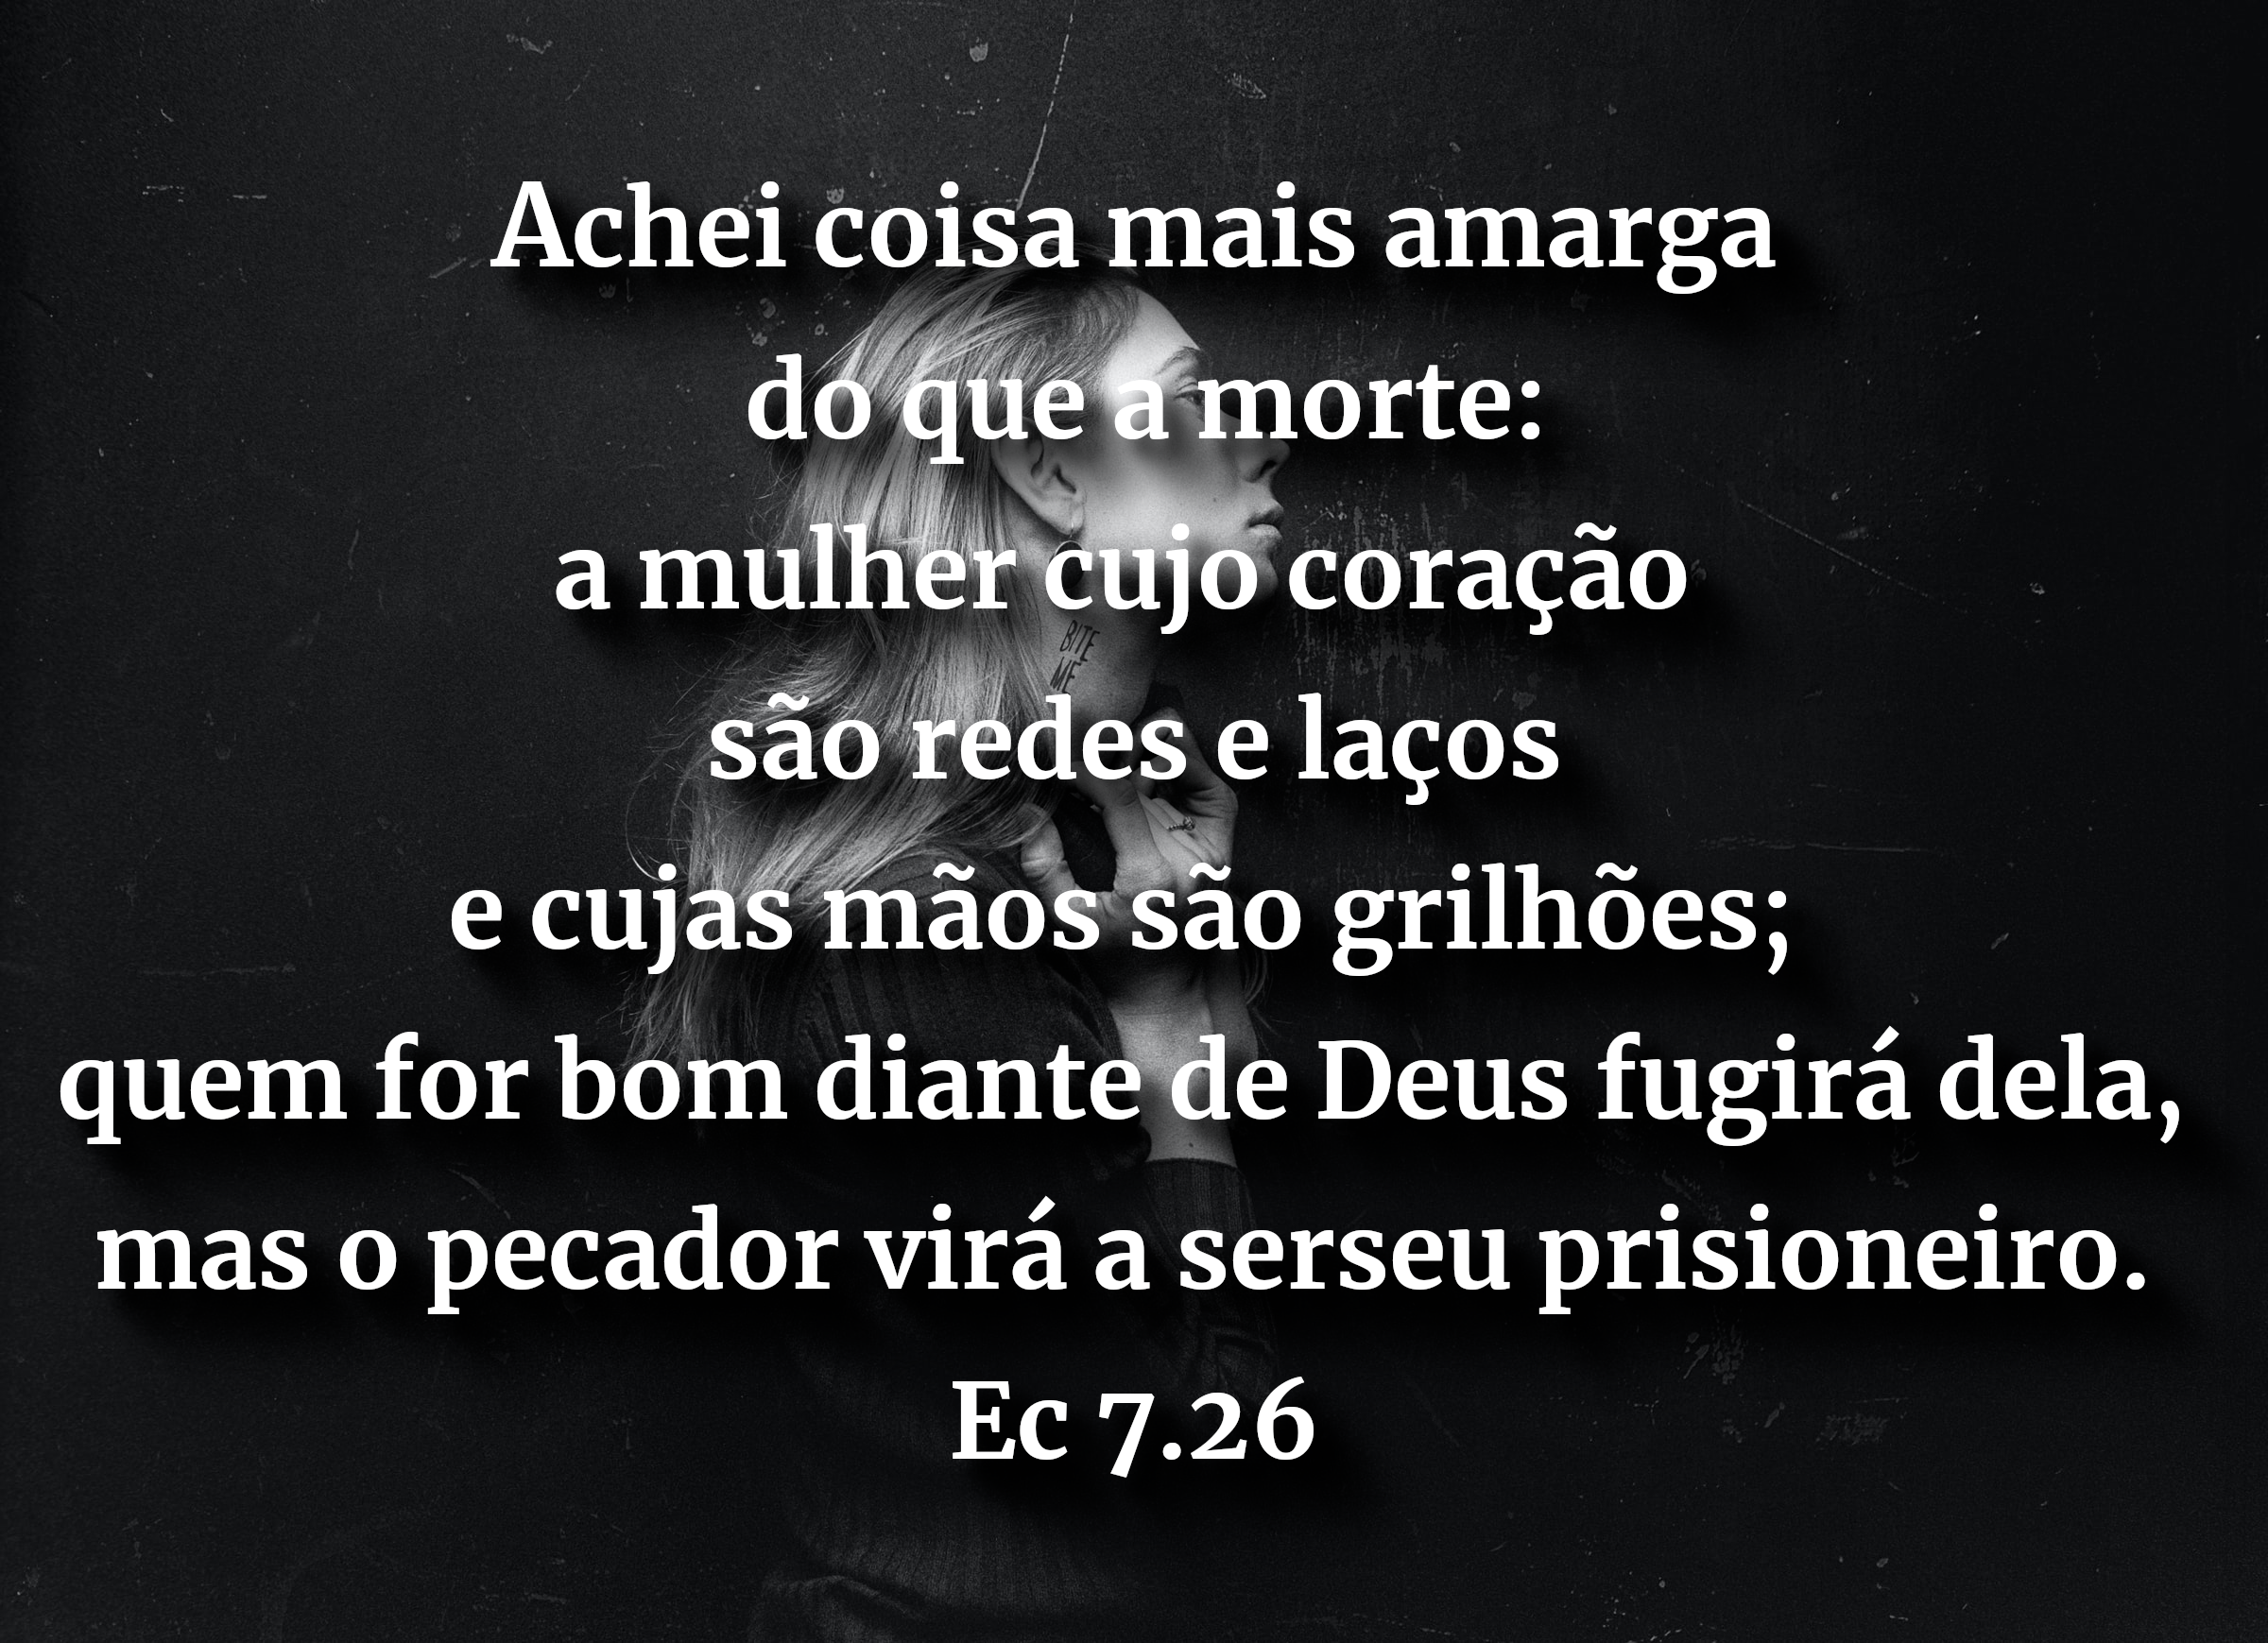 Achei coisa mais amarga
do que a morte:
a mulher cujo coração
BITE
ME
são redes e laços
e cujas mãos são grilhões;
quem for bom diante de Deus fugirá dela,
mas o pecador virá a serseu prisioneiro.
Ec 7.26